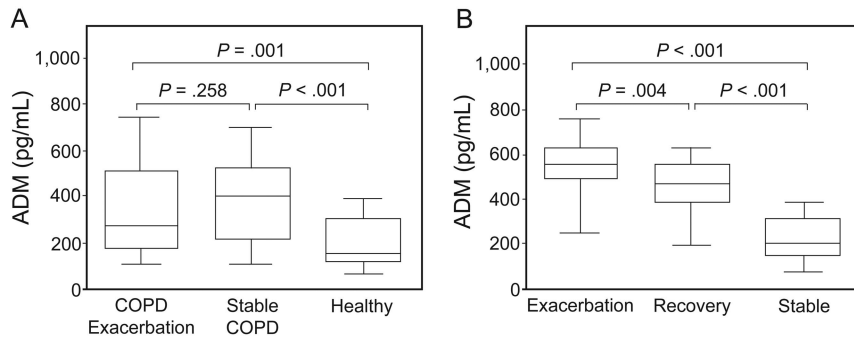 A
P = .001
P = .258
P < .001
1,000
800
600
400
200
0
ADM (pg/mL)
COPD
Exacerbation
Stable
COPD
Healthy
B
P < .001
P = .004
P < .001
1,000
800
600
400
200
0
ADM (pg/mL)
Exacerbation
Recovery
Stable